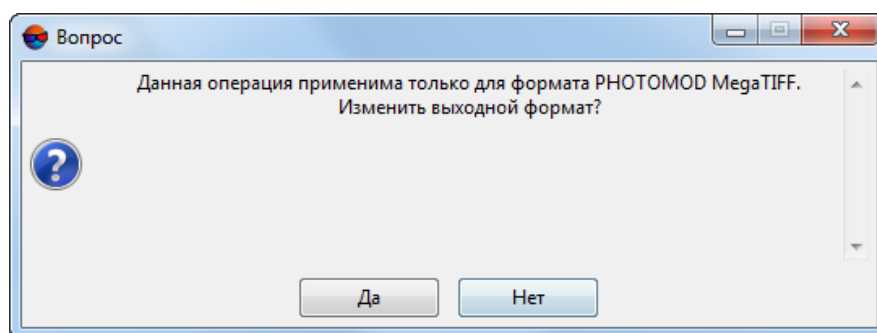 Вопрос
Данная операция применима только для формата PHOTOMOD MegaTIFF.
Изменить выходной формат?
Да
Нет